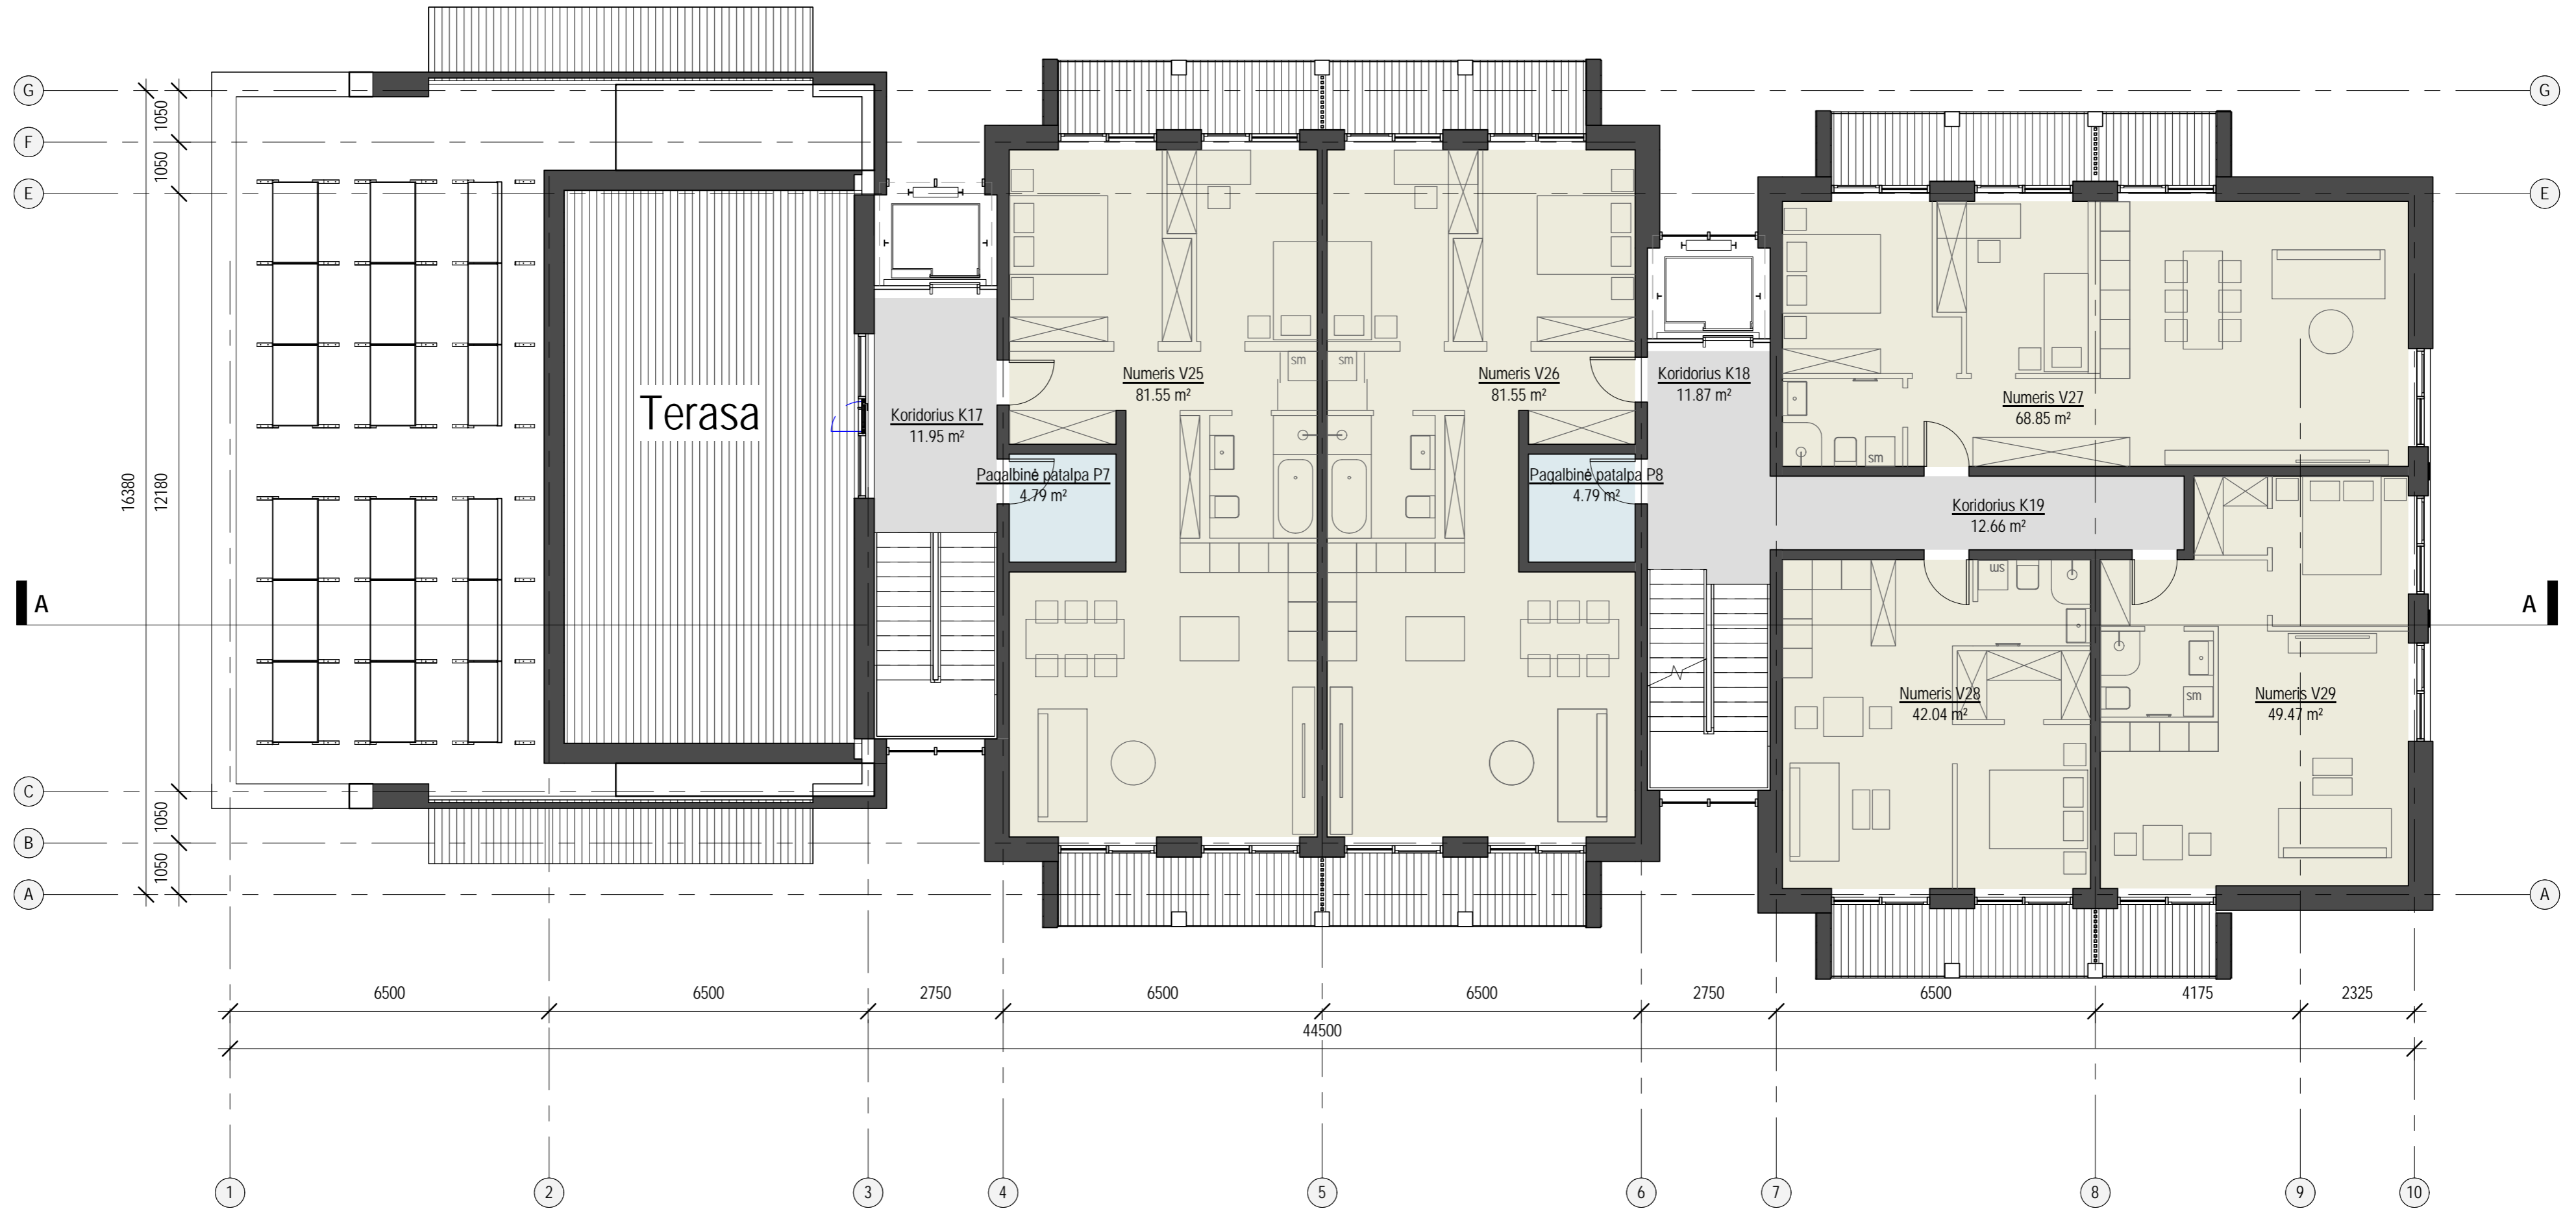 G
G
1050
F
1050
E
E
sm
sm
Numeris V25
81.55 m²
Numeris V26
81.55 m²
Koridorius K18
11.87 m²
Numeris V27
68.85 m²
Terasa
Koridorius K17
11.95 m²
sm
Pagalbinė patalpa P7
4.79 m²
Pagalbinė patalpa P8
4.79 m²
16380
12180
Koridorius K19
12.66 m²
sm
A
A
Numeris V28
42.04 m²
sm
Numeris V29
49.47 m²
C
1050
B
1050
A
A
6500
6500
2750
6500
6500
2750
6500
4175
2325
44500
1
2
3
4
5
6
7
8
9
10